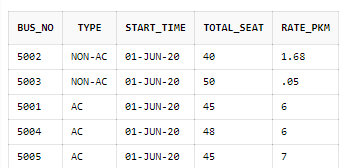 BUS_NO TYPE START_TIME TOTAL_SEAT RATE_PKM
5002 NON-AC 01-JUN-20 40 1.68
5003 NON-AC 01-JUN-20 50 .05
5001 AC 01-JUN-20 45 6
5004 AC 01-JUN-20 48 6
5005 AC 01-JUN-20 45 7